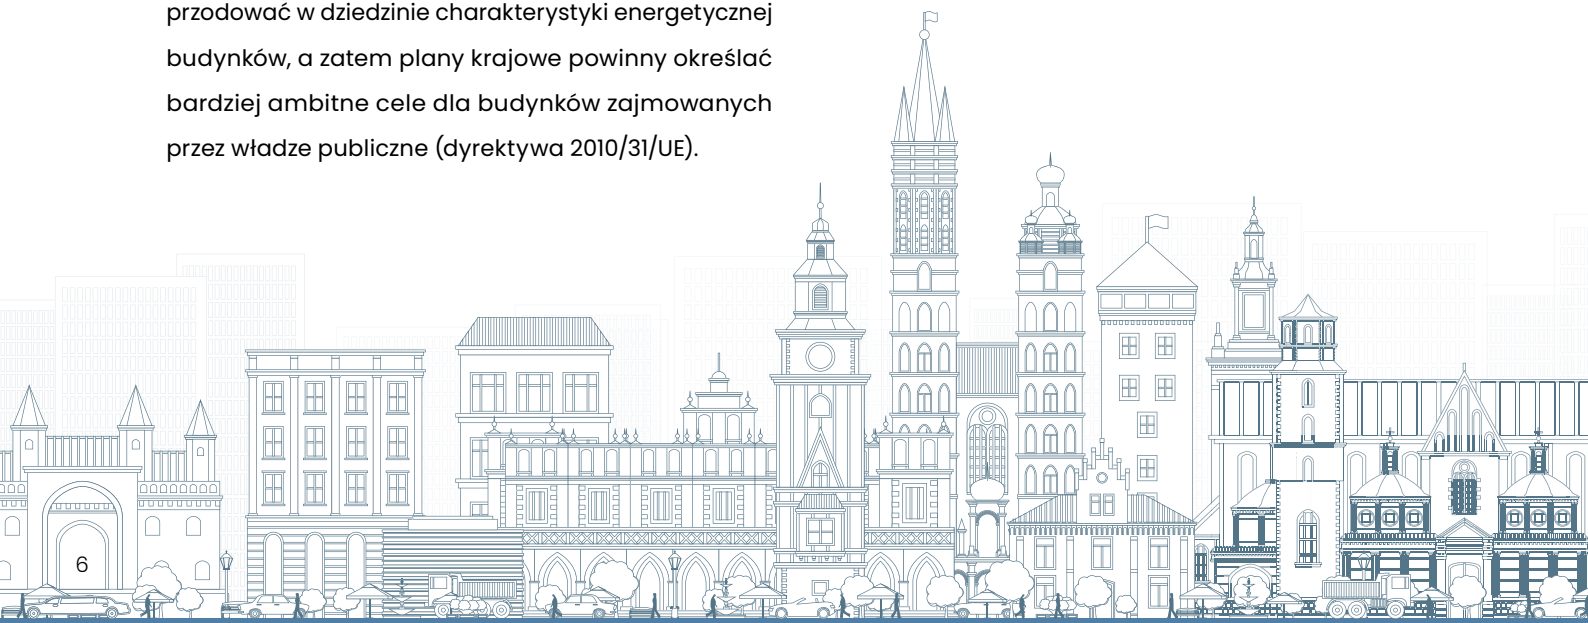 przodować w dziedzinie charakterystyki energetycznej
budynków, a zatem plany krajowe powinny określać
bardziej ambitne cele dla budynków zajmowanych
przez władze publiczne (dyrektywa 2010/31/UE).
6